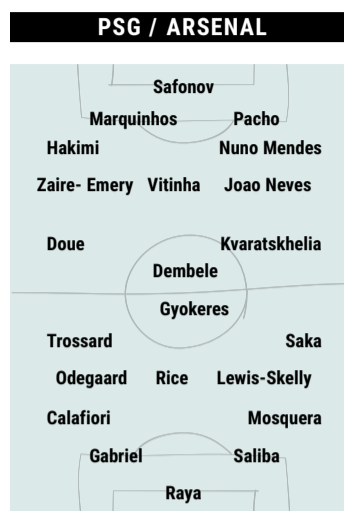 PSG / ARSENAL
Safonov
Marquinhos Pacho
Hakimi Nuno Mendes
Zaire- Emery Vitinha Joao Neves
Doue Kvaratskhelia
Dembele
Gyokeres
Trossard Saka
Odegaard Rice Lewis-Skelly
Calafiori Mosquera
Gabriel Saliba
Raya